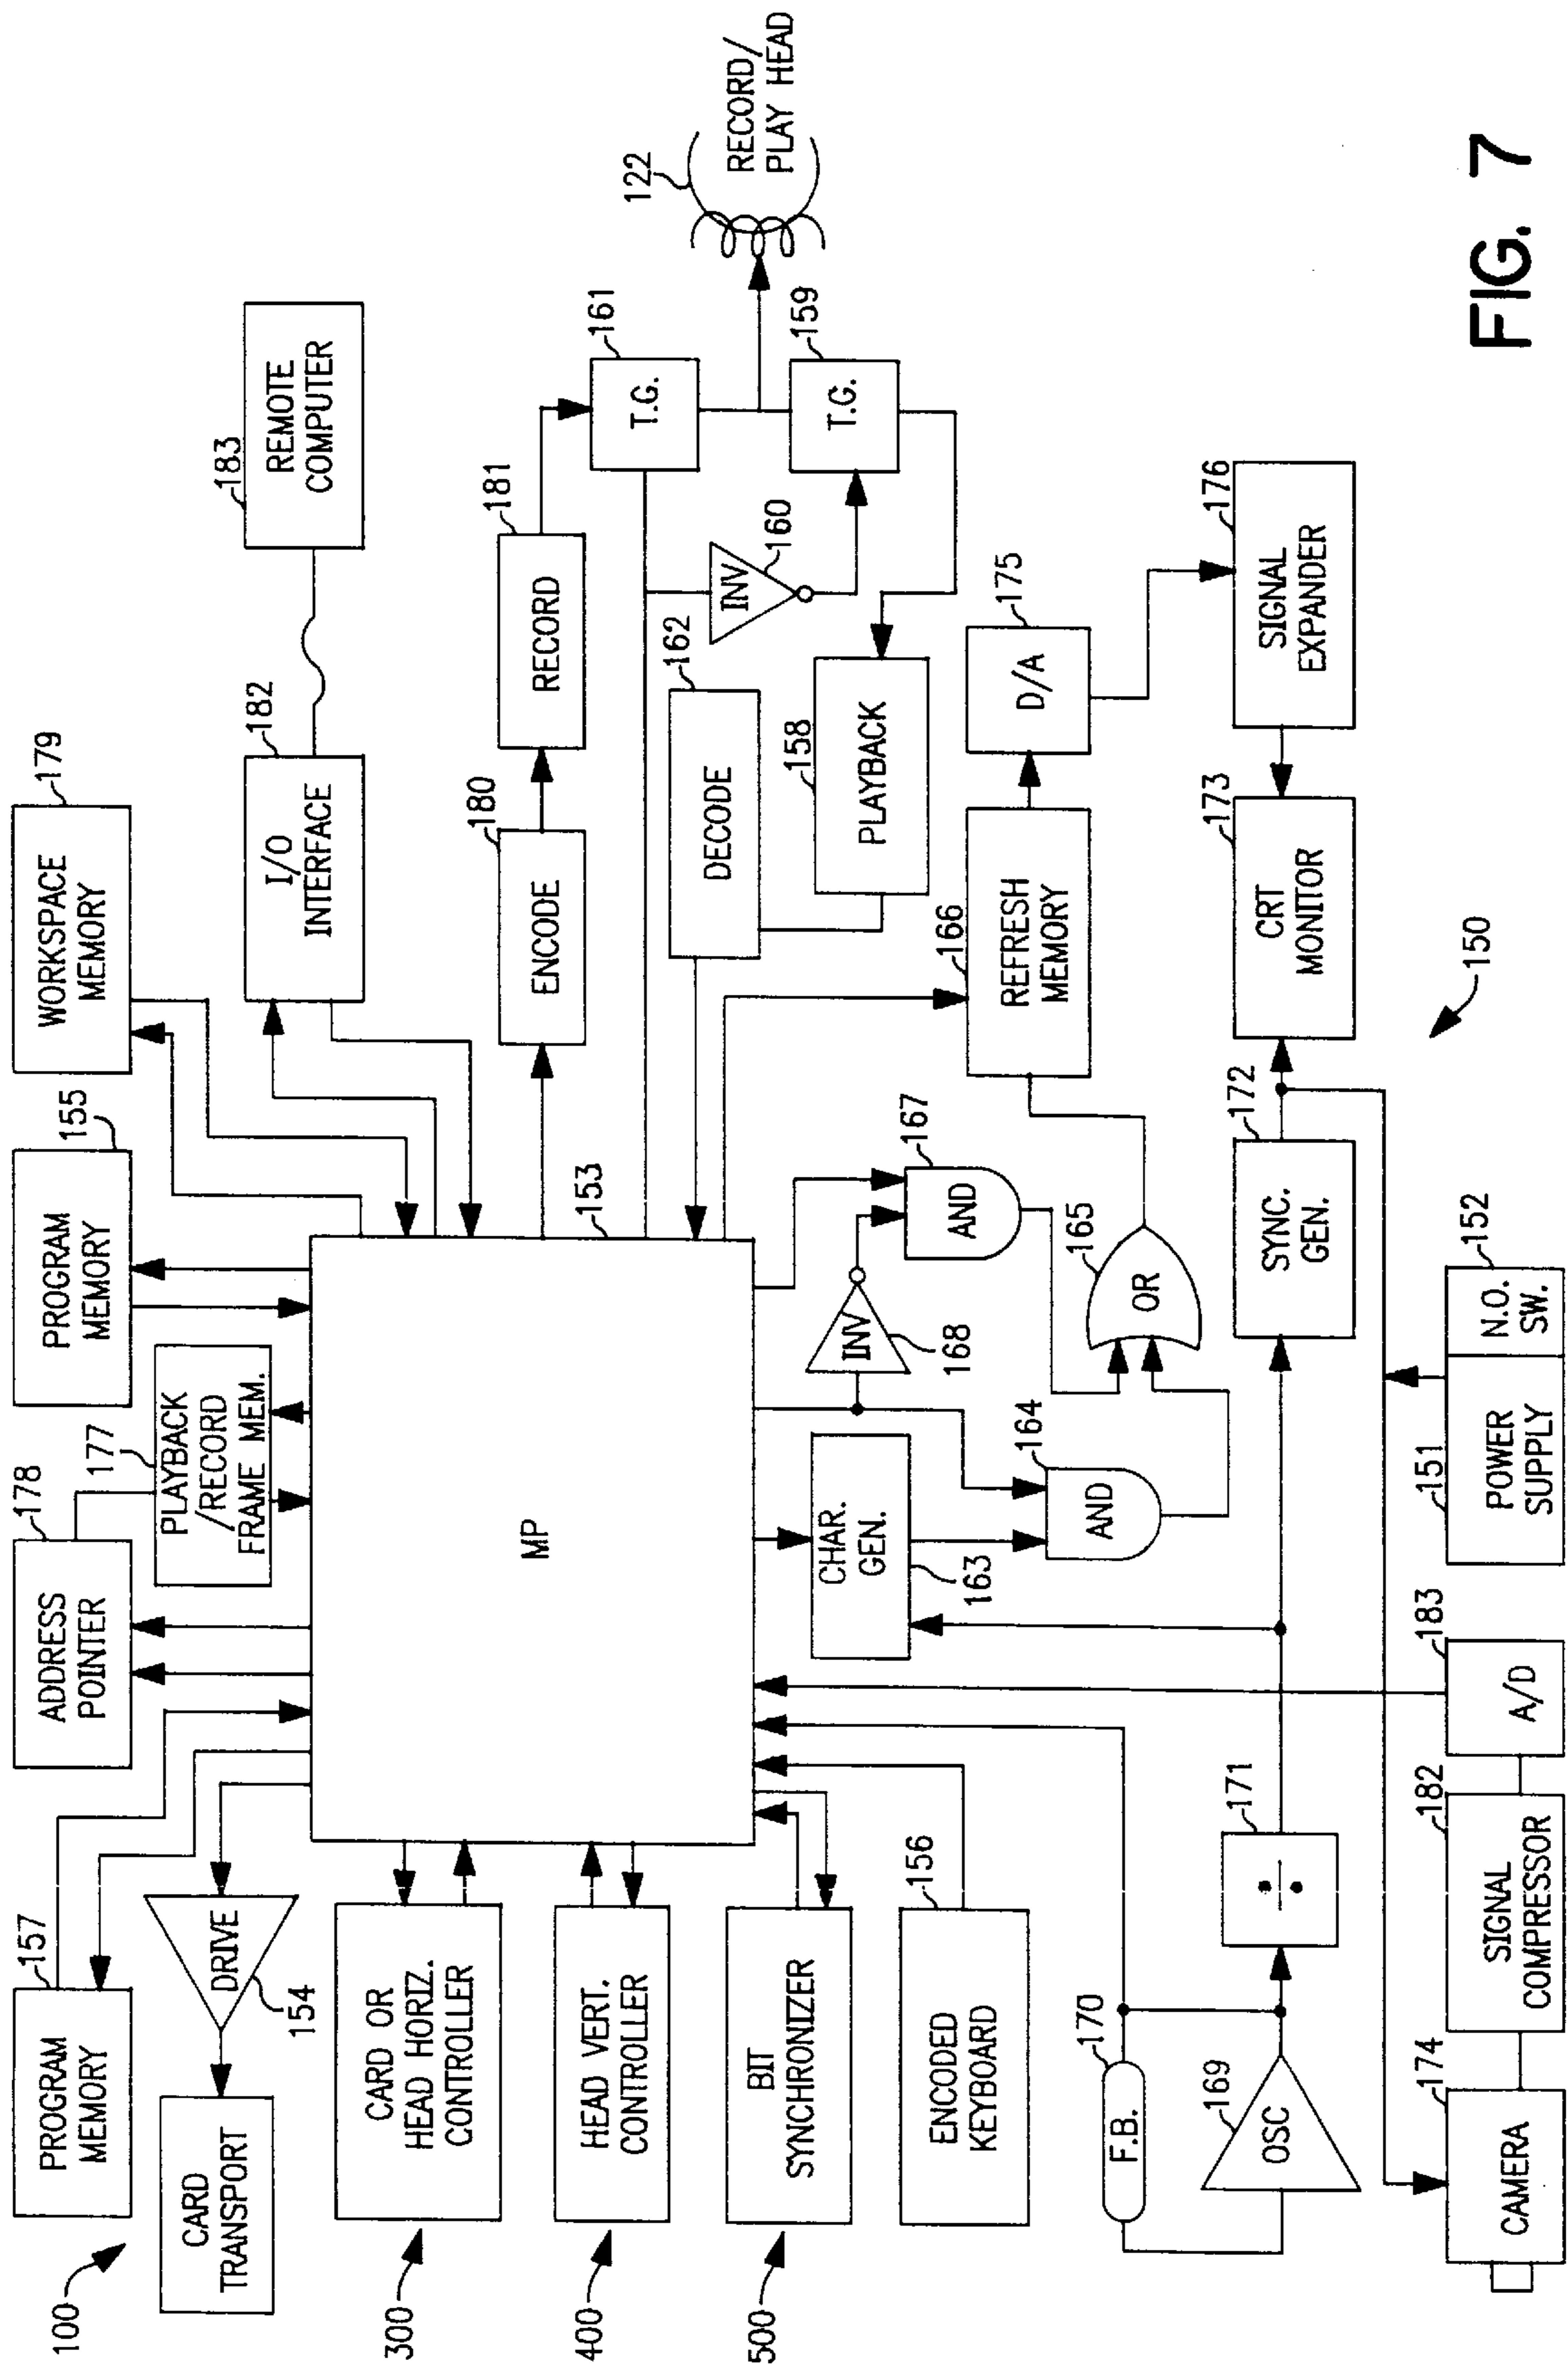 100
PROGRAM
MEMORY
157
ADDRESS
POINTER
178
177
PLAYBACK
/RECORD
FRAME MEM.
PROGRAM
MEMORY
155
WORKSPACE
MEMORY
179
CARD
TRANSPORT
DRIVE
154
I/O
INTERFACE
182
REMOTE
COMPUTER
183
300
CARD OR
HEAD HORIZ.
CONTROLLER
400
HEAD VERT.
CONTROLLER
500
BIT
SYNCHRONIZER
ENCODED
KEYBOARD
156
MP
153
ENCODE
180
RECORD
181
T.G.
161
INV
160
T.G.
159
122
RECORD/
PLAY HEAD
DECODE
162
PLAYBACK
158
CHAR.
GEN.
163
INV
168
AND
167
AND
164
OR
165
REFRESH
MEMORY
166
D/A
175
F.B.
170
OSC
169
÷
171
SYNC.
GEN.
172
CRT
MONITOR
173
SIGNAL
EXPANDER
176
CAMERA
174
SIGNAL
COMPRESSOR
182
A/D
183
POWER
SUPPLY
151
N.O.
SW.
152
150
FIG. 7